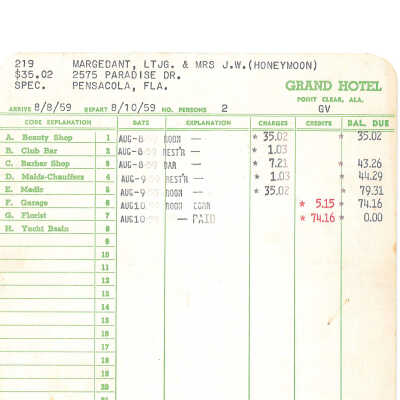 219 MARGEDANT, LTJG. & MRS J.W.(HONEYMOON)
$35.02 2575 PARADISE DR.
SPEC. PENSACOLA, FLA.
GRAND HOTEL
POINT CLEAR, ALA.
ARRIVE 8/8/59 DEPART 8/10/59 NO. PERSONS 2 GV
CODE EXPLANATION DATE EXPLANATION CHARGES CREDITS BAL. DUE
A. Beauty Shop 1 AUG-8 ROOM — * 35.02 * 35.02
B. Club Bar 2 AUG-8 REST'R — * 1.03
C. Barber Shop 3 AUG-8 BAR — * 7.21 * 43.26
D. Maids-Chauffers 4 AUG-9 REST'R — * 1.03 * 44.29
E. Medic 5 AUG-9 ROOM — * 35.02 * 79.31
F. Garage 6 AUG10 ROOM * 5.15 * 74.16
G. Florist 7 AUG10 — PAID * 74.16 * 0.00
H. Yacht Basin 8
9
10
11
12
13
14
15
16
17
18
19
20